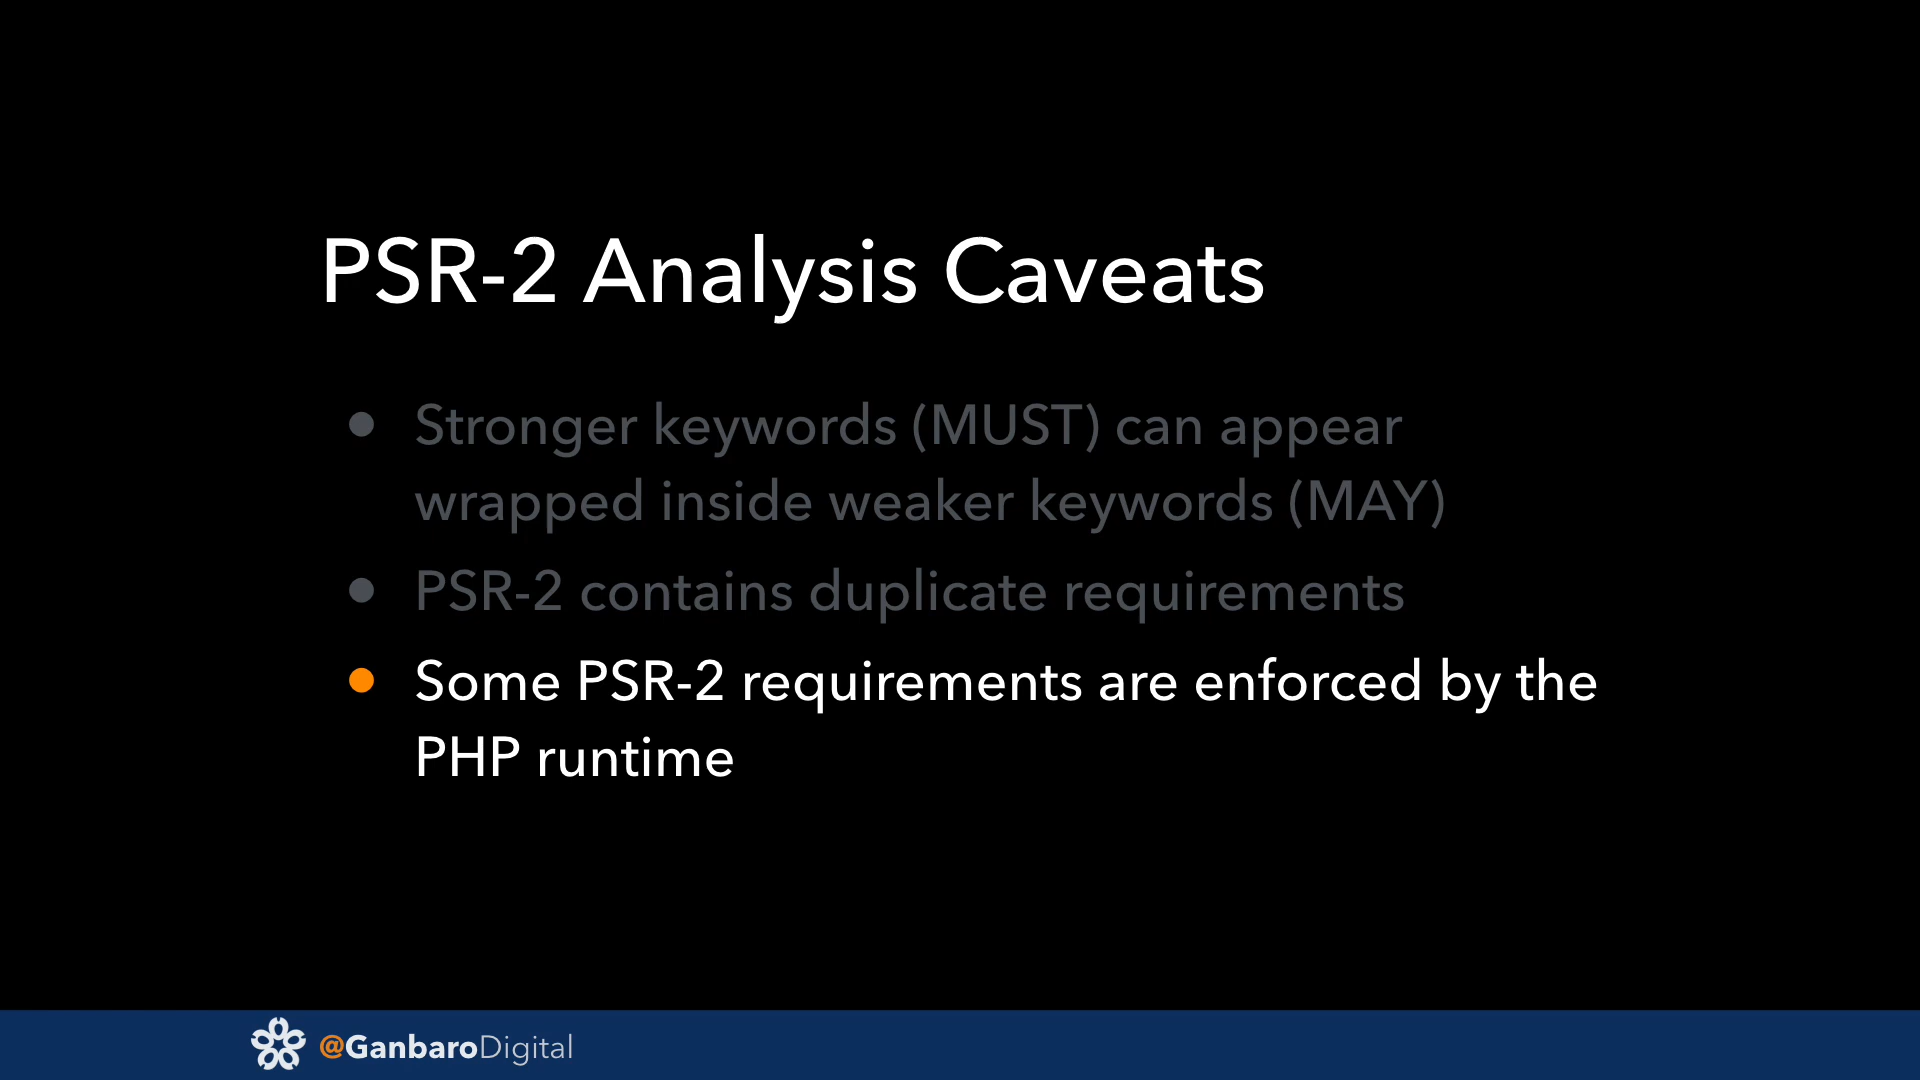 PSR-2 Analysis Caveats
Stronger keywords (MUST) can appear
wrapped inside weaker keywords (MAY)
PSR-2 contains duplicate requirements
Some PSR-2 requirements are enforced by the
PHP runtime
@GanbaroDigital